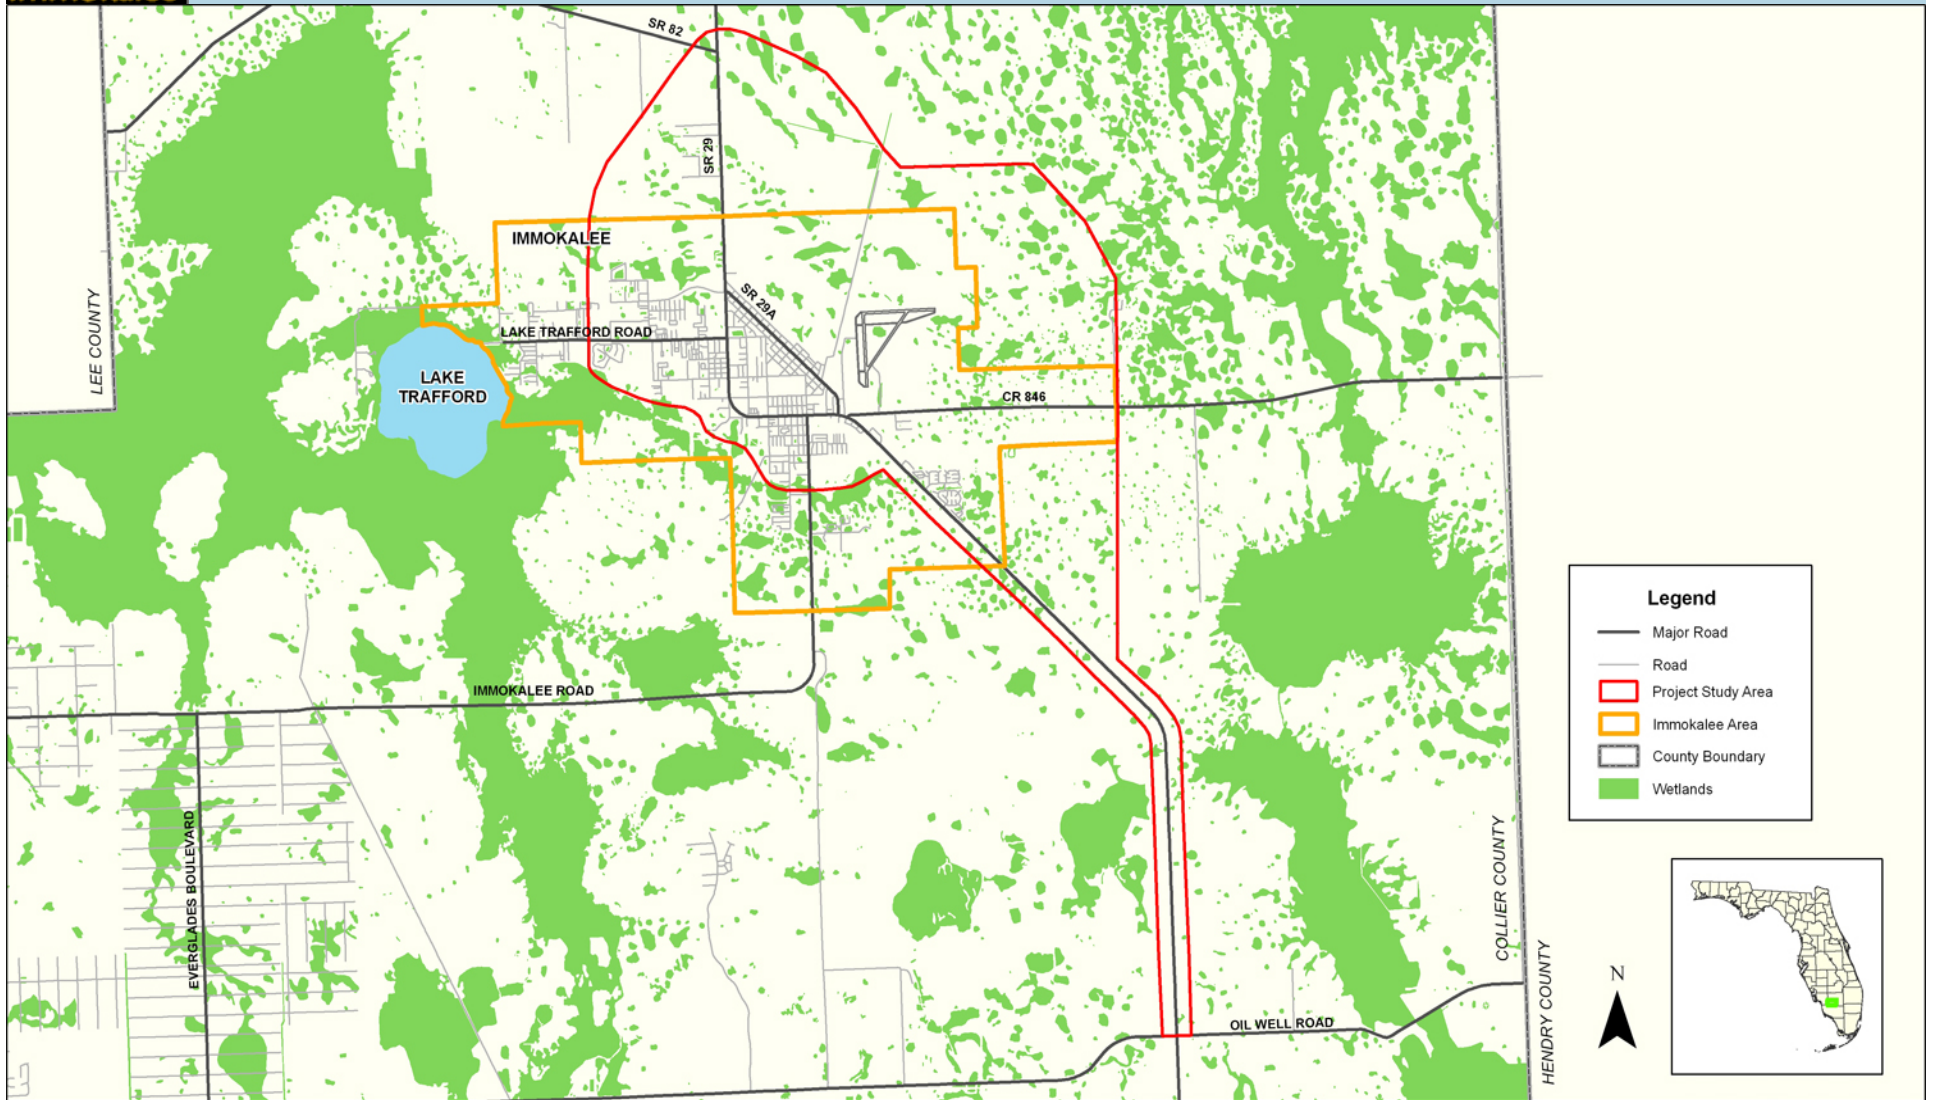 Immokalee
SR 82
SR 29
IMMOKALEE
SR 29A
LEE COUNTY
LAKE TRAFFORD ROAD
LAKE
TRAFFORD
CR 846
IMMOKALEE ROAD
EVERGLADES BOULEVARD
OIL WELL ROAD
COLLIER COUNTY
HENDRY COUNTY
Legend
Major Road
Road
Project Study Area
Immokalee Area
County Boundary
Wetlands
N